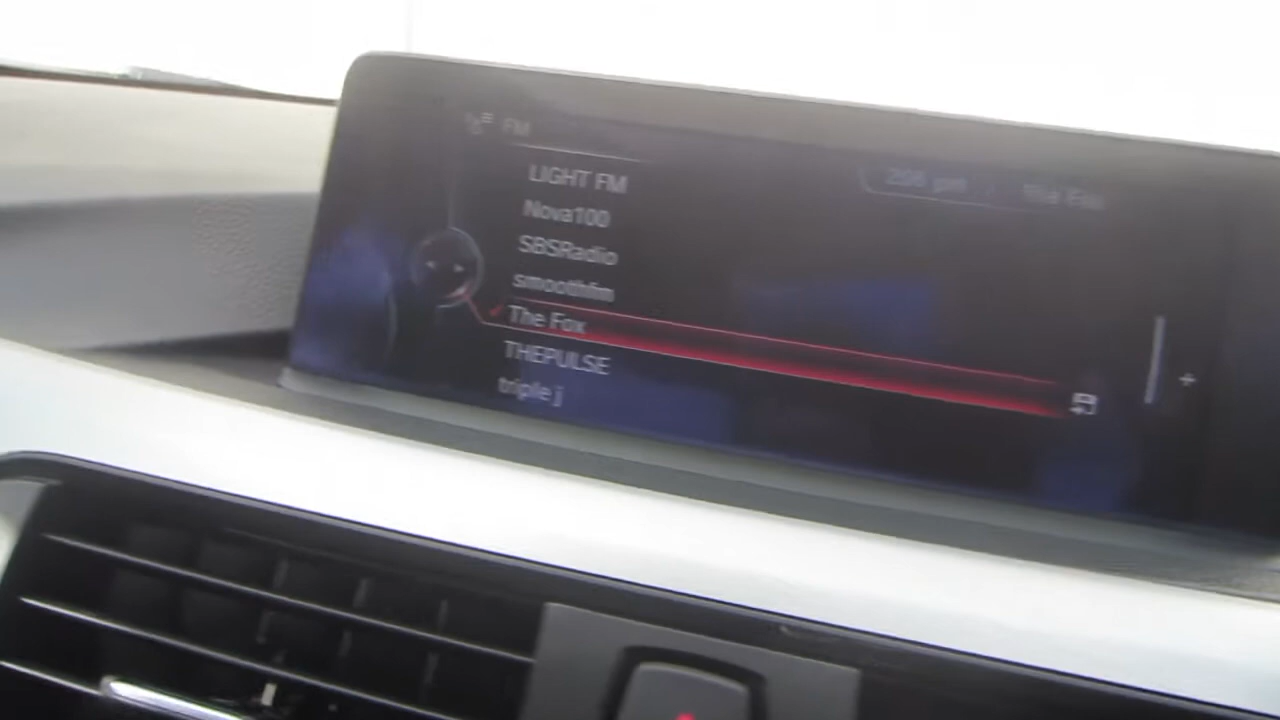 FM
LIGHT FM
Nova100
SBSRadio
smoothfm
The Fox
THEPULSE
triple j